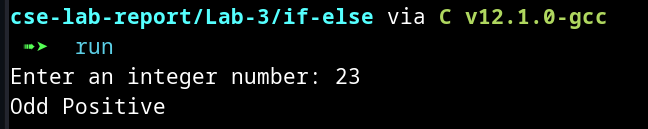 cse-lab-report/Lab-3/if-else via C v12.1.0-gcc
➠➤ run
Enter an integer number: 23
Odd Positive